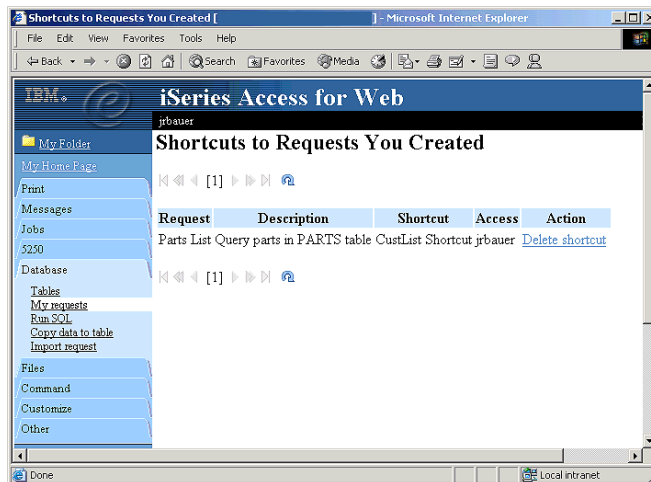 Shortcuts to Requests You Created [ ] - Microsoft Internet Explorer
File Edit View Favorites Tools Help
Back Search Favorites Media
IBM
e
iSeries Access for Web
jrbauer
My Folder
My Home Page
Print
Messages
Jobs
5250
Database
Tables
My requests
Run SQL
Copy data to table
Import request
Files
Command
Customize
Other
Shortcuts to Requests You Created
[1]
Request Description Shortcut Access Action
Parts List Query parts in PARTS table CustList Shortcut jrbauer Delete shortcut
[1]
Done Local intranet